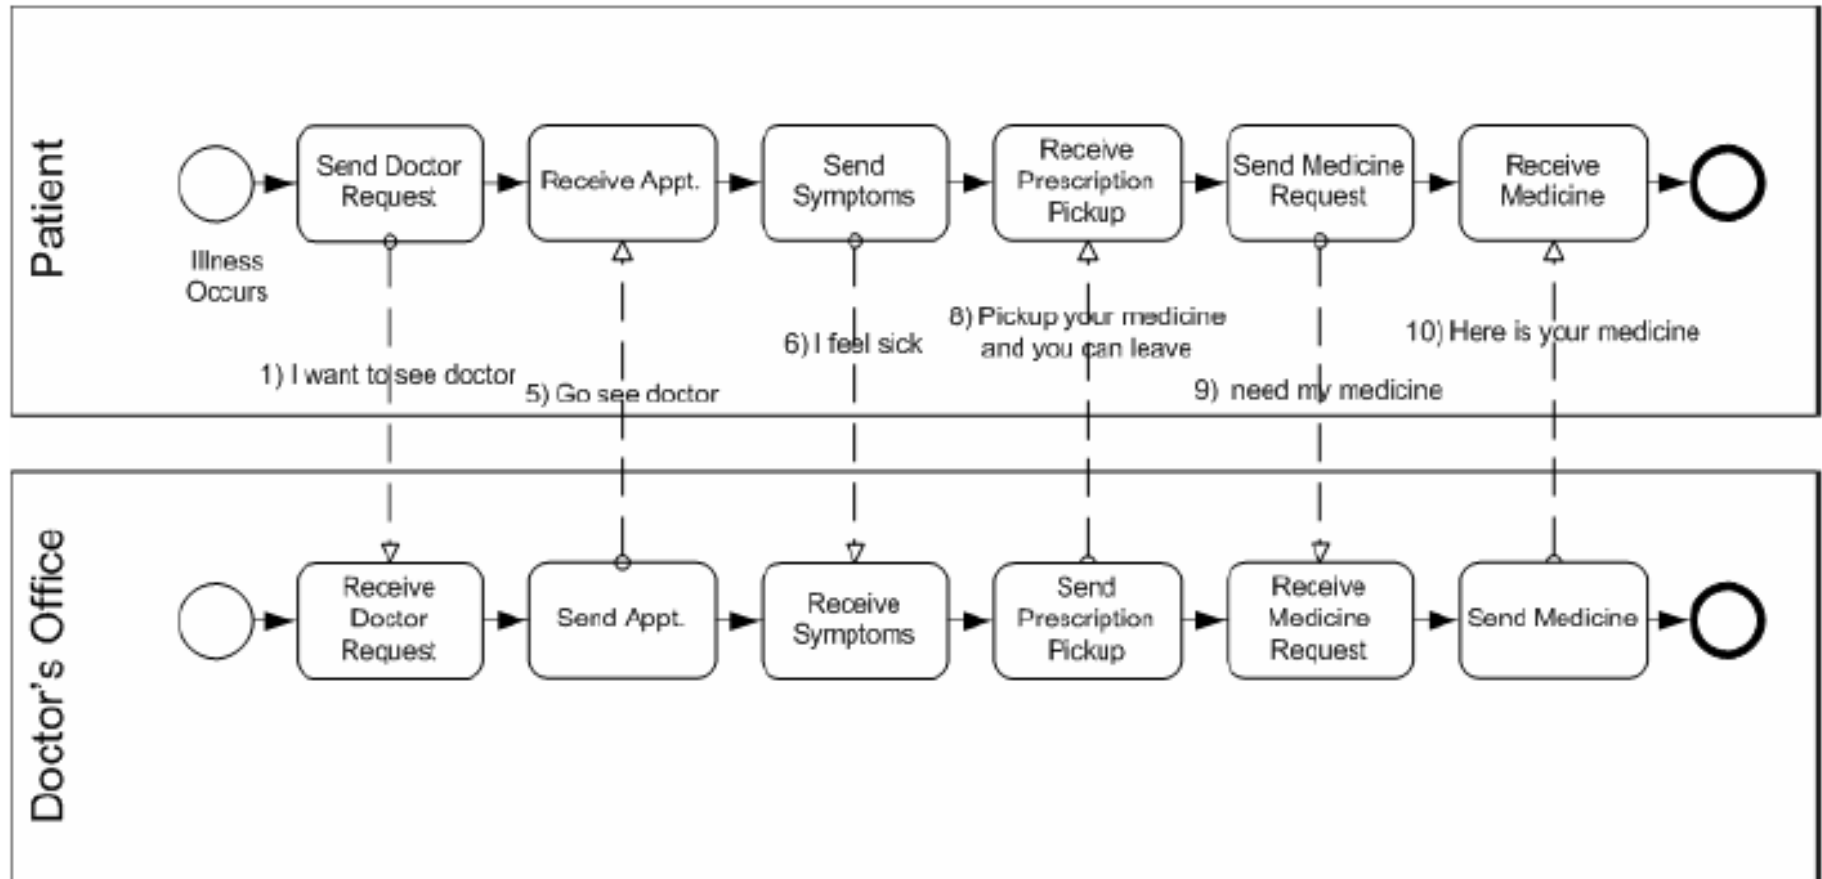 Patient
Send Doctor
Request
Receive Appt.
Send
Symptoms
Receive
Prescription
Pickup
Send Medicine
Request
Receive
Medicine
Illness
Occurs
1) I want to see doctor
5) Go see doctor
6) I feel sick
8) Pickup your medicine
and you can leave
9) need my medicine
10) Here is your medicine
Doctor's Office
Receive
Doctor
Request
Send Appt.
Receive
Symptoms
Send
Prescription
Pickup
Receive
Medicine
Request
Send Medicine